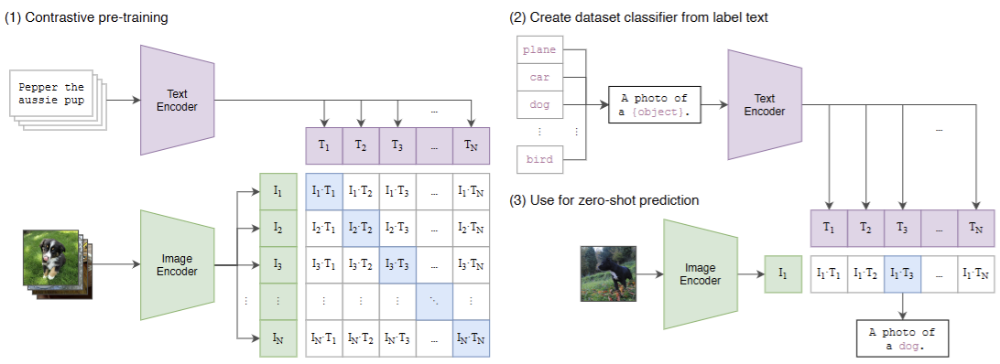 (1) Contrastive pre-training
Pepper the
aussie pup
Text
Encoder
...
T1 T2 T3 ... TN
I1 I1·T1 I1·T2 I1·T3 ... I1·TN
I2 I2·T1 I2·T2 I2·T3 ... I2·TN
I3 I3·T1 I3·T2 I3·T3 ... I3·TN
⋮ ⋮ ⋮ ⋮ ⋮ ⋱ ⋮
IN IN·T1 IN·T2 IN·T3 ... IN·TN
Image
Encoder
(2) Create dataset classifier from label text
plane
car
dog
⋮ ⋮
bird
A photo of
a {object}.
Text
Encoder
...
(3) Use for zero-shot prediction
Image
Encoder
T1 T2 T3 ... TN
I1 I1·T1 I1·T2 I1·T3 ... I1·TN
A photo of
a dog.